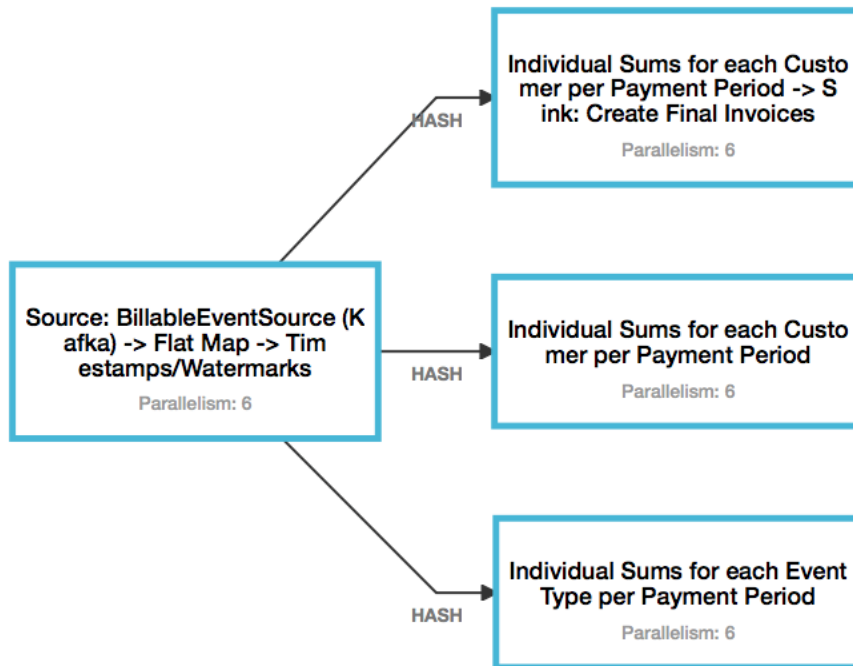 Individual Sums for each Custo
mer per Payment Period -> S
ink: Create Final Invoices
Parallelism: 6
HASH
Source: BillableEventSource (K
afka) -> Flat Map -> Tim
estamps/Watermarks
Parallelism: 6
HASH
Individual Sums for each Custo
mer per Payment Period
Parallelism: 6
HASH
Individual Sums for each Event
Type per Payment Period
Parallelism: 6